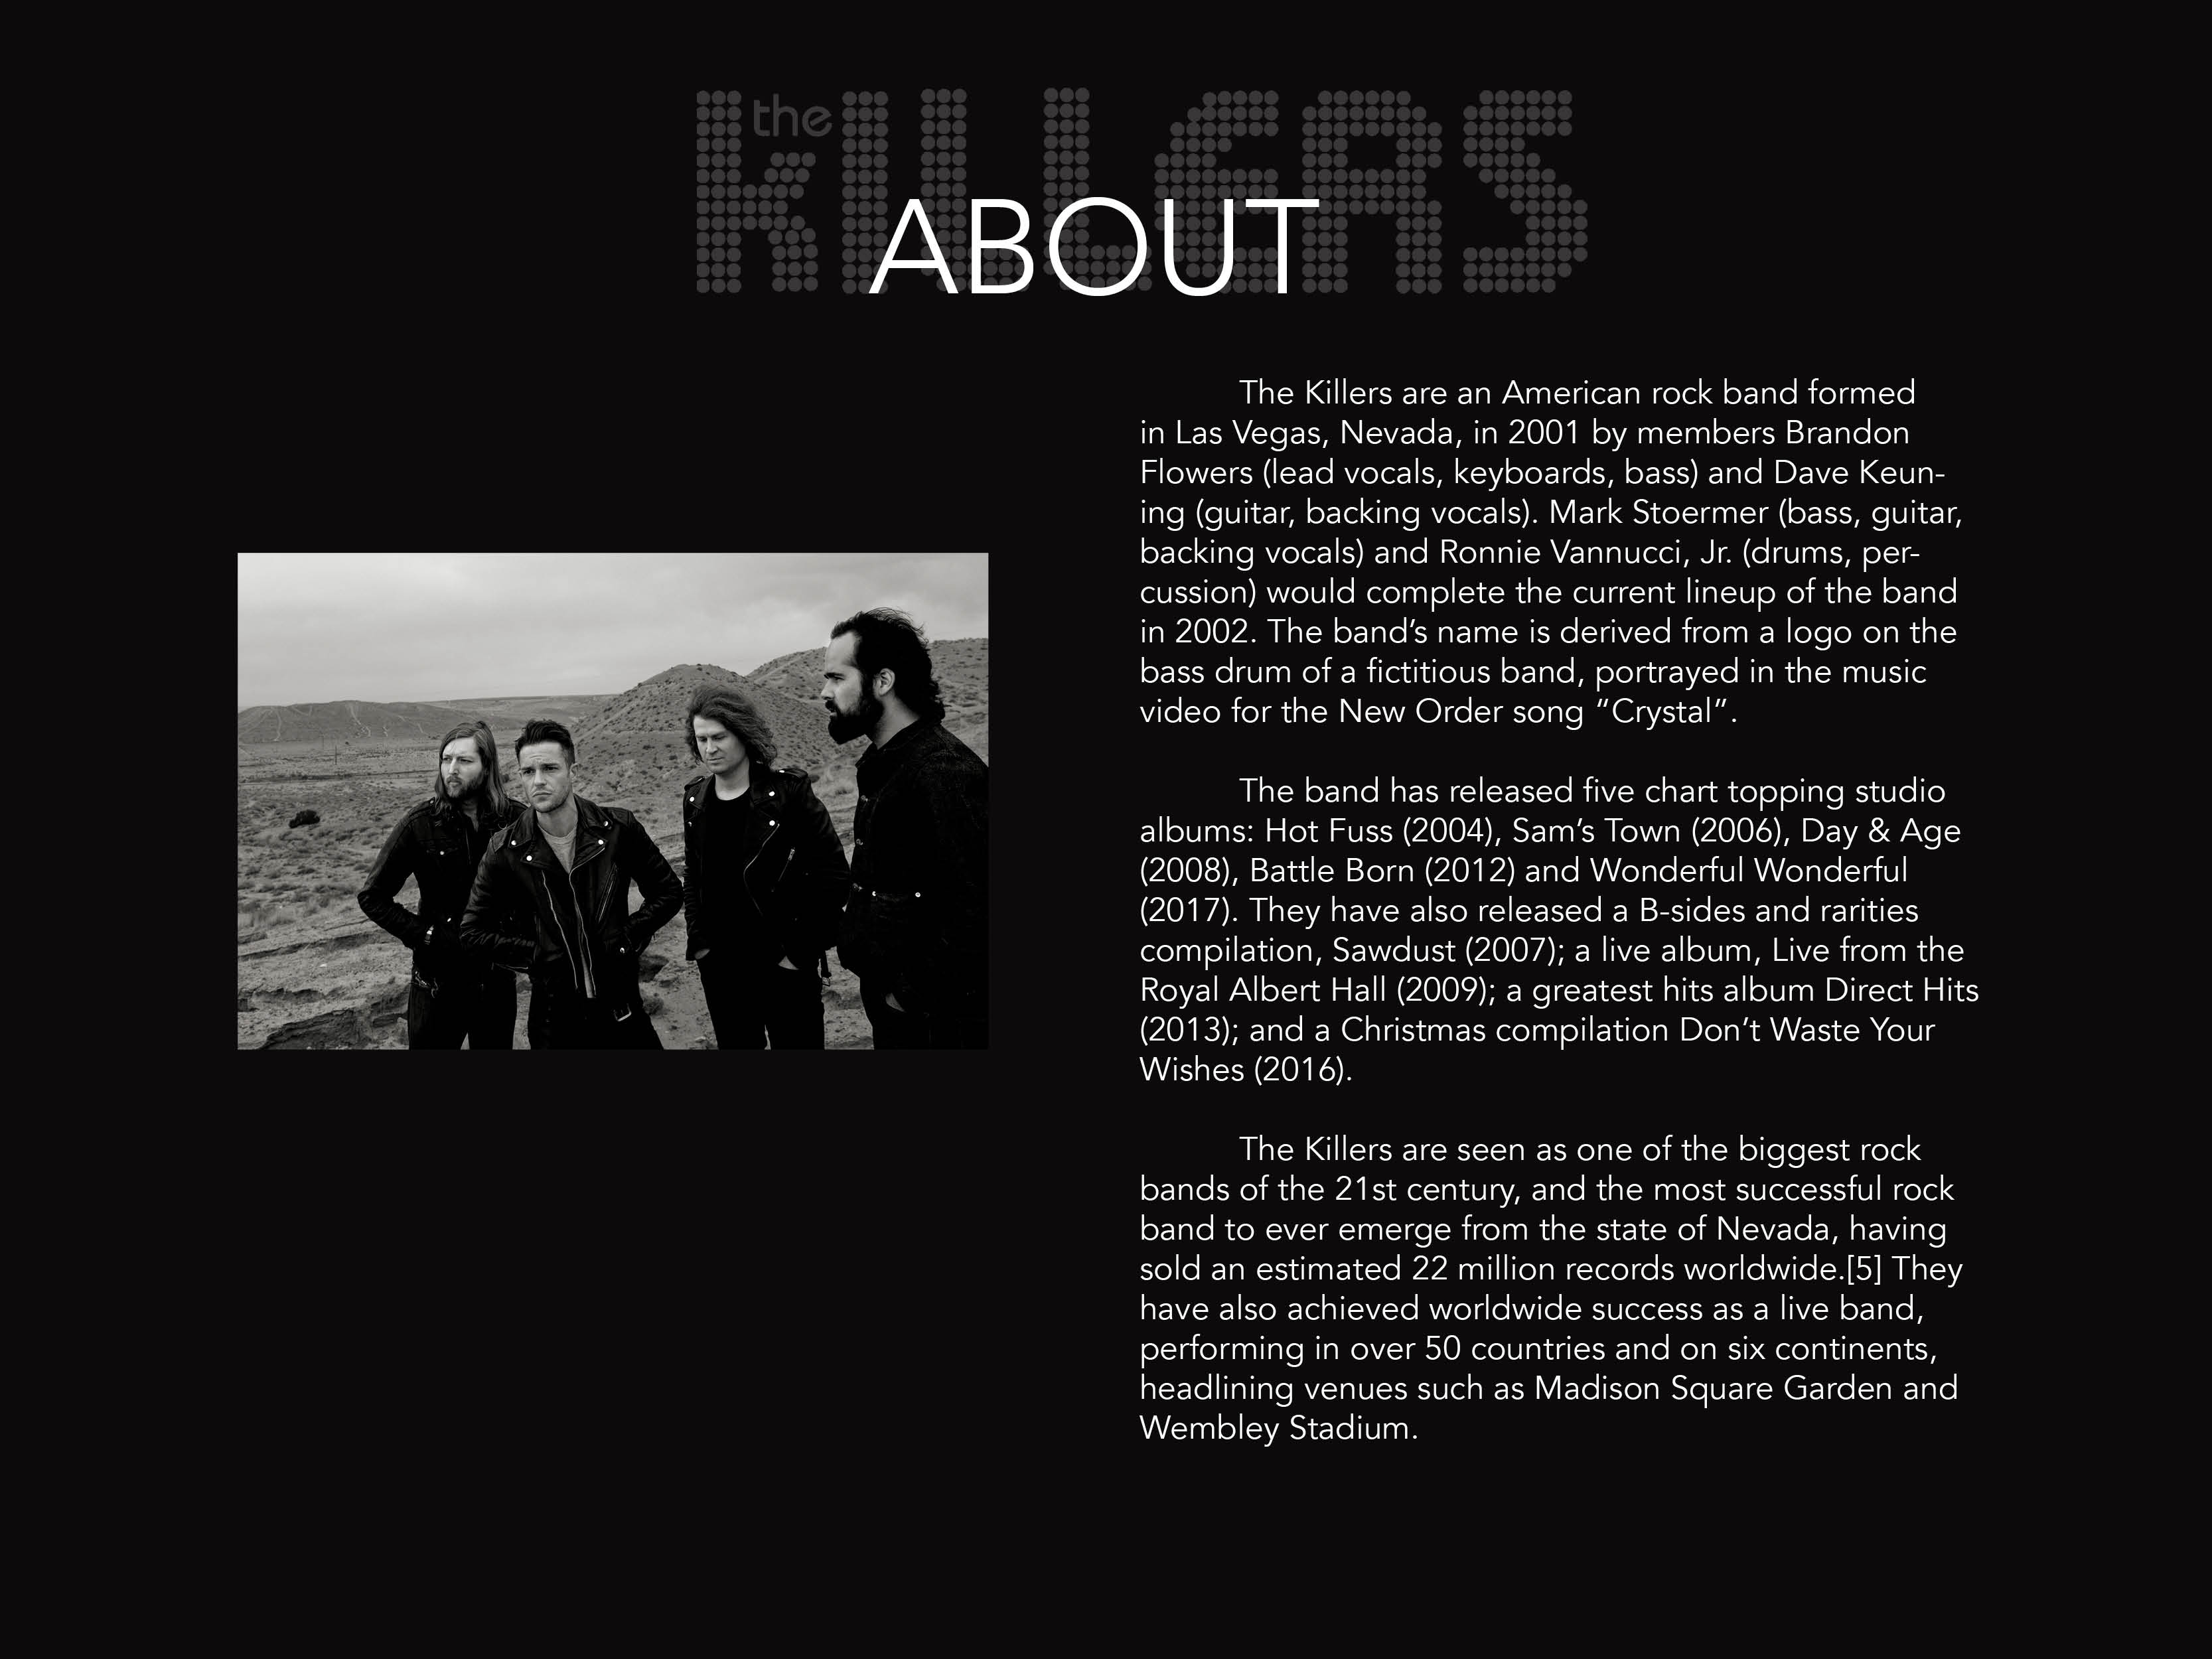 the
KILLERS
ABOUT
The Killers are an American rock band formed
in Las Vegas, Nevada, in 2001 by members Brandon
Flowers (lead vocals, keyboards, bass) and Dave Keun-
ing (guitar, backing vocals). Mark Stoermer (bass, guitar,
backing vocals) and Ronnie Vannucci, Jr. (drums, per-
cussion) would complete the current lineup of the band
in 2002. The band’s name is derived from a logo on the
bass drum of a fictitious band, portrayed in the music
video for the New Order song “Crystal”.
The band has released five chart topping studio
albums: Hot Fuss (2004), Sam’s Town (2006), Day & Age
(2008), Battle Born (2012) and Wonderful Wonderful
(2017). They have also released a B-sides and rarities
compilation, Sawdust (2007); a live album, Live from the
Royal Albert Hall (2009); a greatest hits album Direct Hits
(2013); and a Christmas compilation Don’t Waste Your
Wishes (2016).
The Killers are seen as one of the biggest rock
bands of the 21st century, and the most successful rock
band to ever emerge from the state of Nevada, having
sold an estimated 22 million records worldwide.[5] They
have also achieved worldwide success as a live band,
performing in over 50 countries and on six continents,
headlining venues such as Madison Square Garden and
Wembley Stadium.